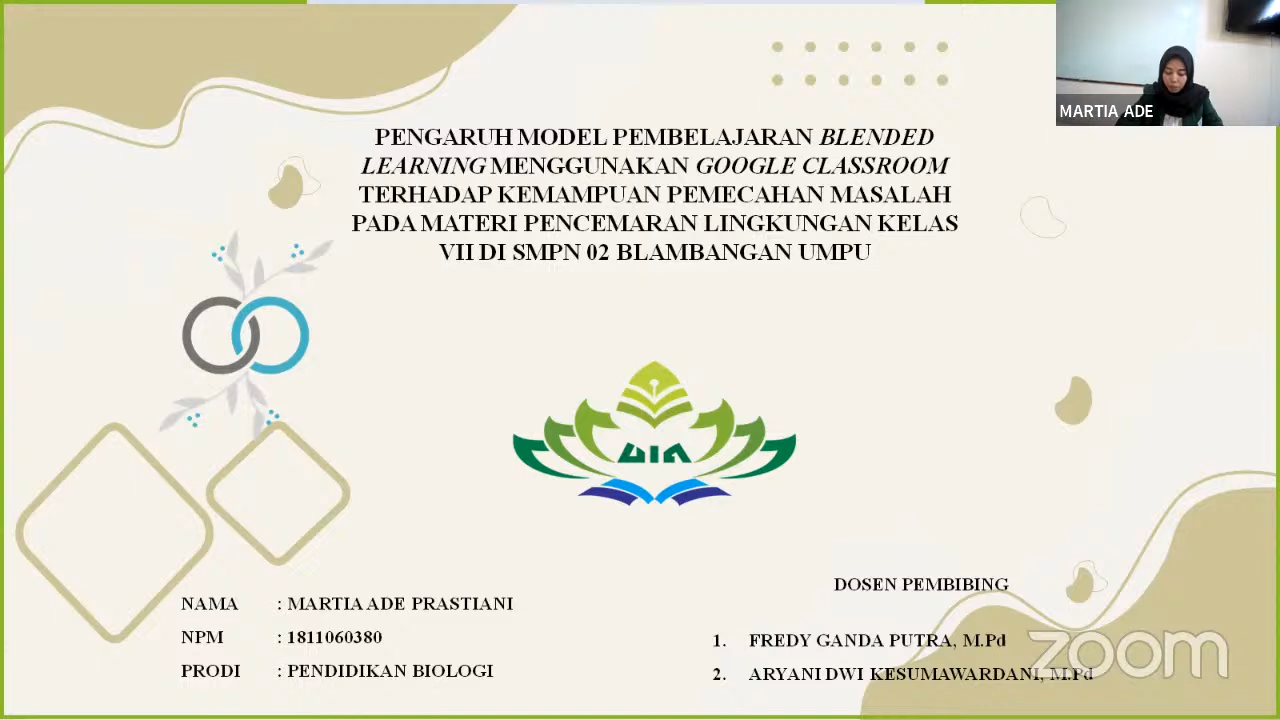 MARTIA ADE
PENGARUH MODEL PEMBELAJARAN BLENDED
LEARNING MENGGUNAKAN GOOGLE CLASSROOM
TERHADAP KEMAMPUAN PEMECAHAN MASALAH
PADA MATERI PENCEMARAN LINGKUNGAN KELAS
VII DI SMPN 02 BLAMBANGAN UMPU
UIN
DOSEN PEMBIBING
NAMA : MARTIA ADE PRASTIANI
NPM : 1811060380
PRODI : PENDIDIKAN BIOLOGI
1. FREDY GANDA PUTRA, M.Pd
2. ARYANI DWI KESUMAWARDANI, M.Pd
zoom